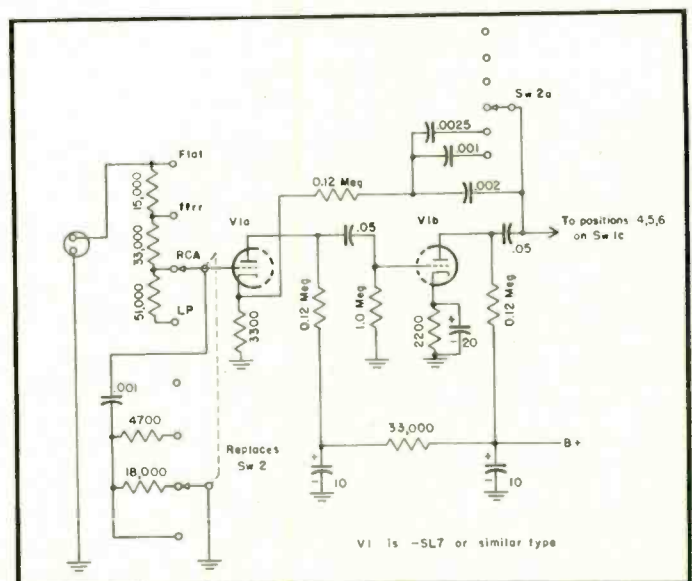 Sw 2a
Flat
.0025
15,000
.001
ffrr
0.12 Meg
.002
33,000
V1a
V1b
.05
To positions 4,5,6
on Sw 1c
.05
RCA
51,000
LP
3300
0.12 Meg
1.0 Meg
2200
+
-
20
0.12 Meg
.001
4700
Replaces
Sw 2
18,000
33,000
B+
+
-
10
+
-
10
V1 is -SL7 or similar type